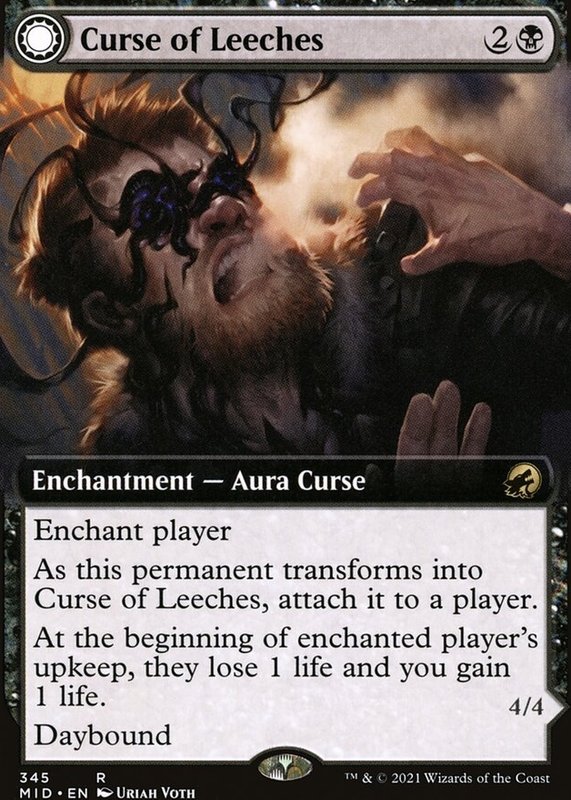 Curse of Leeches 2
Enchantment — Aura Curse
Enchant player
As this permanent transforms into
Curse of Leeches, attach it to a player.
At the beginning of enchanted player's
upkeep, they lose 1 life and you gain
1 life.
4/4
Daybound
345 R
MID • EN Uriah Voth
™ & © 2021 Wizards of the Coast